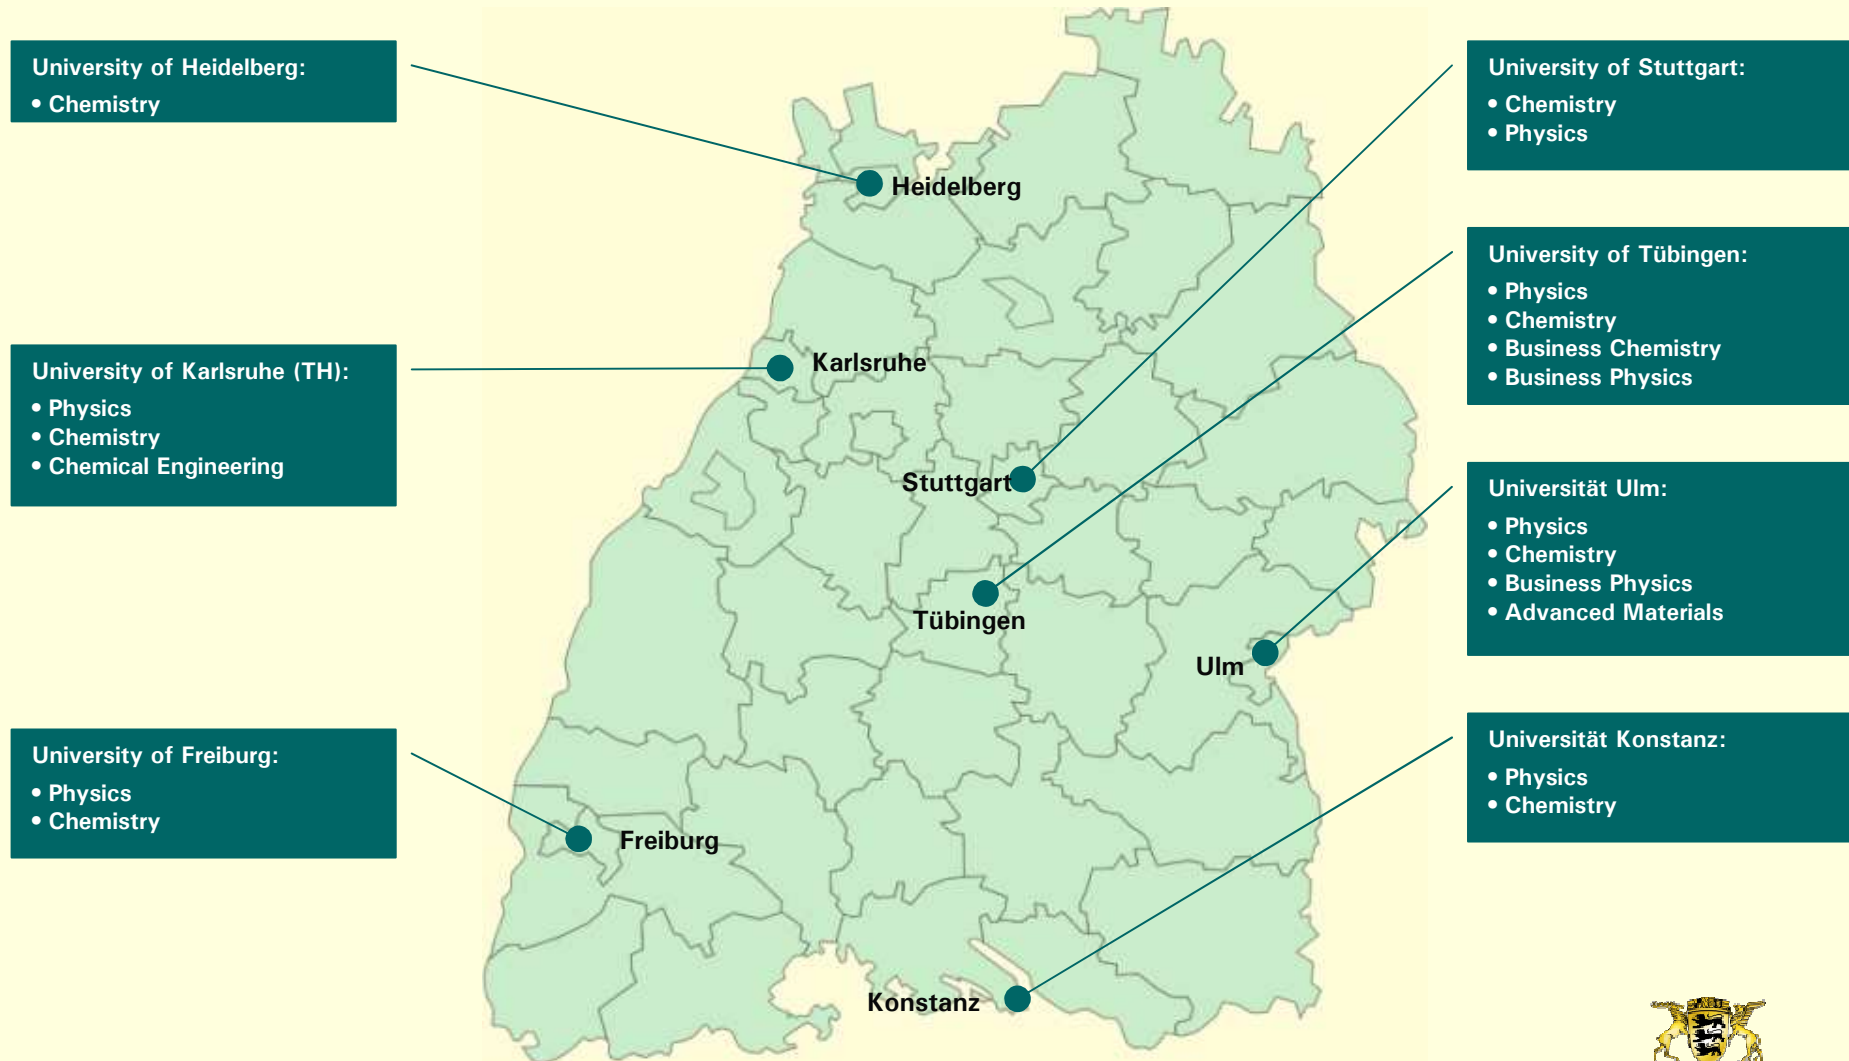 University of Heidelberg:
• Chemistry
University of Karlsruhe (TH):
• Physics
• Chemistry
• Chemical Engineering
University of Freiburg:
• Physics
• Chemistry
Heidelberg
Karlsruhe
Stuttgart
Tübingen
Ulm
Freiburg
Konstanz
University of Stuttgart:
• Chemistry
• Physics
University of Tübingen:
• Physics
• Chemistry
• Business Chemistry
• Business Physics
Universität Ulm:
• Physics
• Chemistry
• Business Physics
• Advanced Materials
Universität Konstanz:
• Physics
• Chemistry